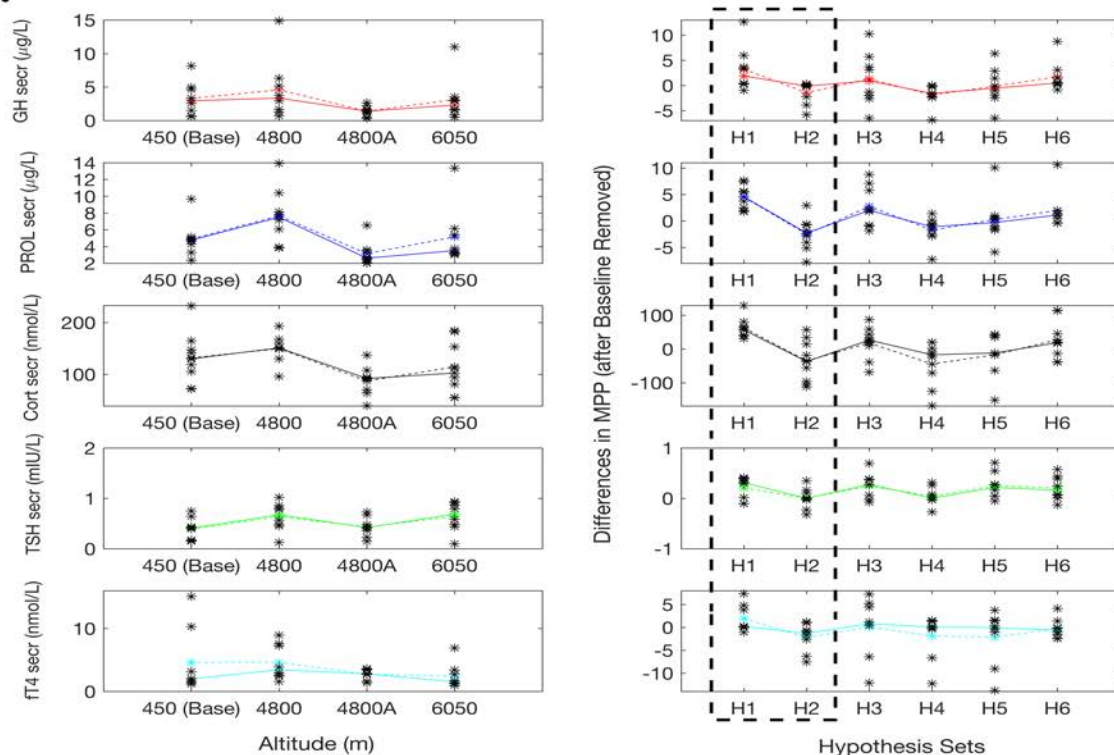 GH secr (μg/L)
15
10
5
0
450 (Base) 4800 4800A 6050
PROL secr (μg/L)
14
12
10
8
6
4
2
450 (Base) 4800 4800A 6050
Cort secr (nmol/L)
200
100
450 (Base) 4800 4800A 6050
TSH secr (mIU/L)
2
1
0
450 (Base) 4800 4800A 6050
fT4 secr (nmol/L)
10
0
450 (Base) 4800 4800A 6050
Altitude (m)
Differences in MPP (after Baseline Removed)
10
5
0
-5
H1 H2 H3 H4 H5 H6
10
5
0
-5
H1 H2 H3 H4 H5 H6
100
0
-100
H1 H2 H3 H4 H5 H6
1
0
1
H1 H2 H3 H4 H5 H6
5
0
-5
-10
H1 H2 H3 H4 H5 H6
Hypothesis Sets